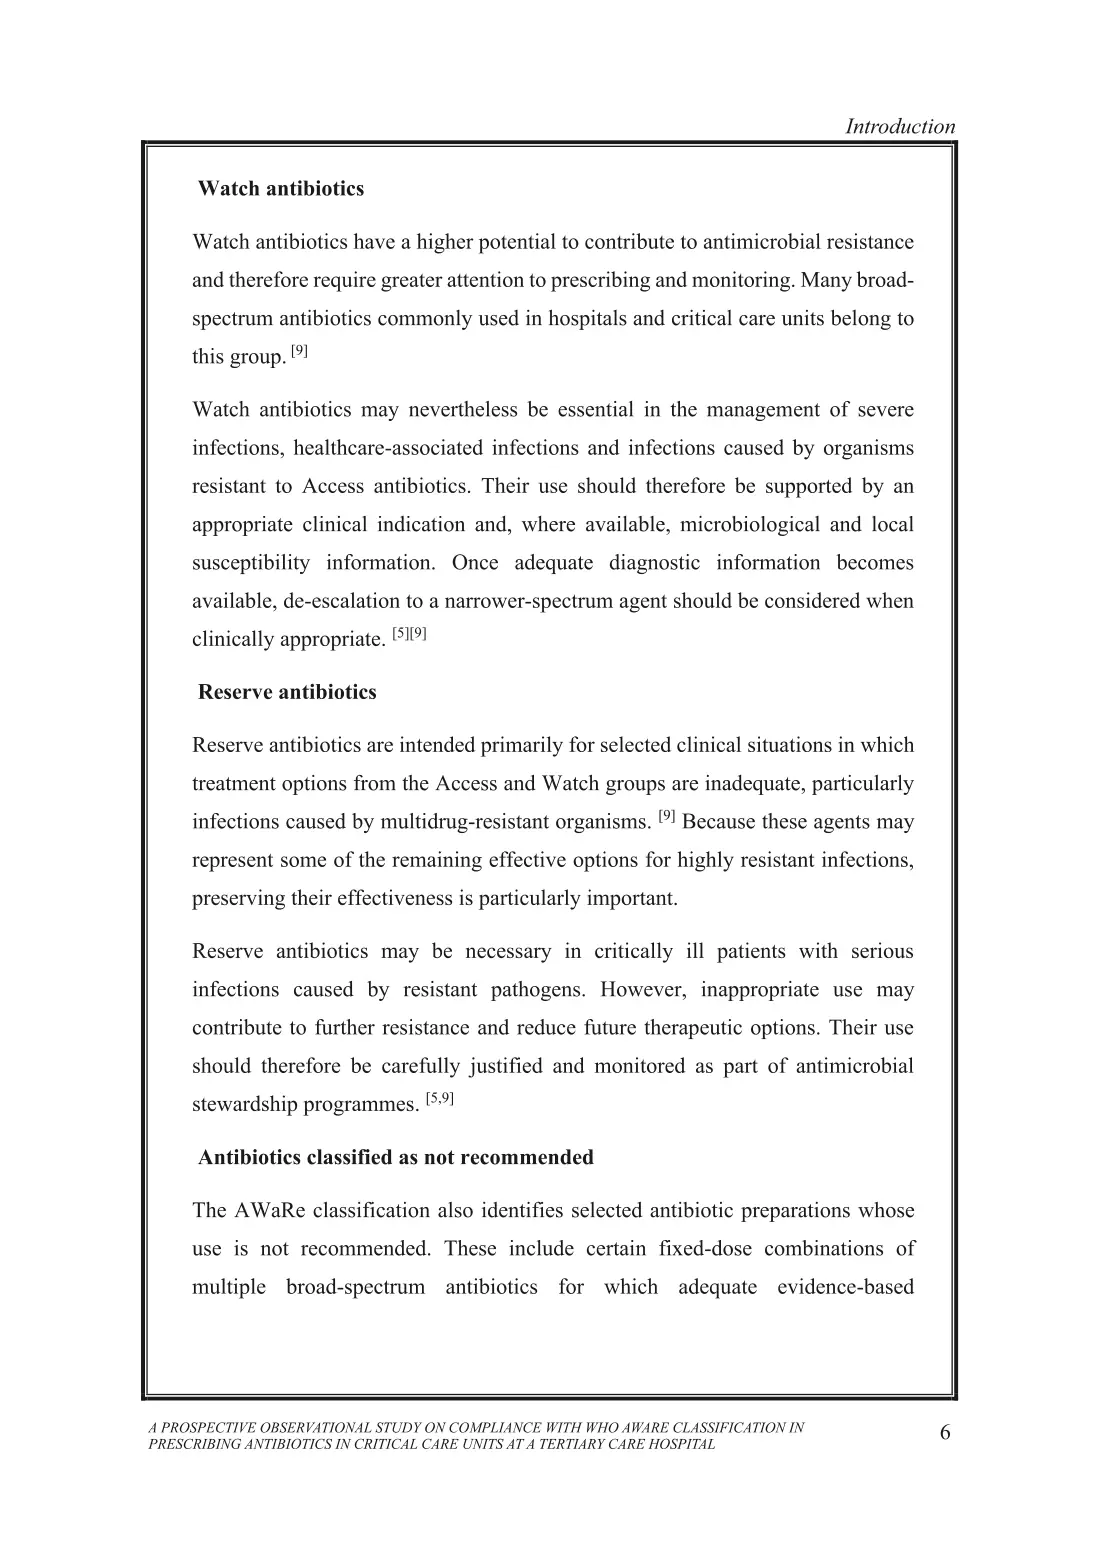 Introduction
Watch antibiotics
Watch antibiotics have a higher potential to contribute to antimicrobial resistance
and therefore require greater attention to prescribing and monitoring. Many broad-
spectrum antibiotics commonly used in hospitals and critical care units belong to
this group. [9]
Watch antibiotics may nevertheless be essential in the management of severe
infections, healthcare-associated infections and infections caused by organisms
resistant to Access antibiotics. Their use should therefore be supported by an
appropriate clinical indication and, where available, microbiological and local
susceptibility information. Once adequate diagnostic information becomes
available, de-escalation to a narrower-spectrum agent should be considered when
clinically appropriate. [5][9]
Reserve antibiotics
Reserve antibiotics are intended primarily for selected clinical situations in which
treatment options from the Access and Watch groups are inadequate, particularly
infections caused by multidrug-resistant organisms. [9] Because these agents may
represent some of the remaining effective options for highly resistant infections,
preserving their effectiveness is particularly important.
Reserve antibiotics may be necessary in critically ill patients with serious
infections caused by resistant pathogens. However, inappropriate use may
contribute to further resistance and reduce future therapeutic options. Their use
should therefore be carefully justified and monitored as part of antimicrobial
stewardship programmes. [5,9]
Antibiotics classified as not recommended
The AWaRe classification also identifies selected antibiotic preparations whose
use is not recommended. These include certain fixed-dose combinations of
multiple broad-spectrum antibiotics for which adequate evidence-based
A PROSPECTIVE OBSERVATIONAL STUDY ON COMPLIANCE WITH WHO AWARE CLASSIFICATION IN
PRESCRIBING ANTIBIOTICS IN CRITICAL CARE UNITS AT A TERTIARY CARE HOSPITAL
6